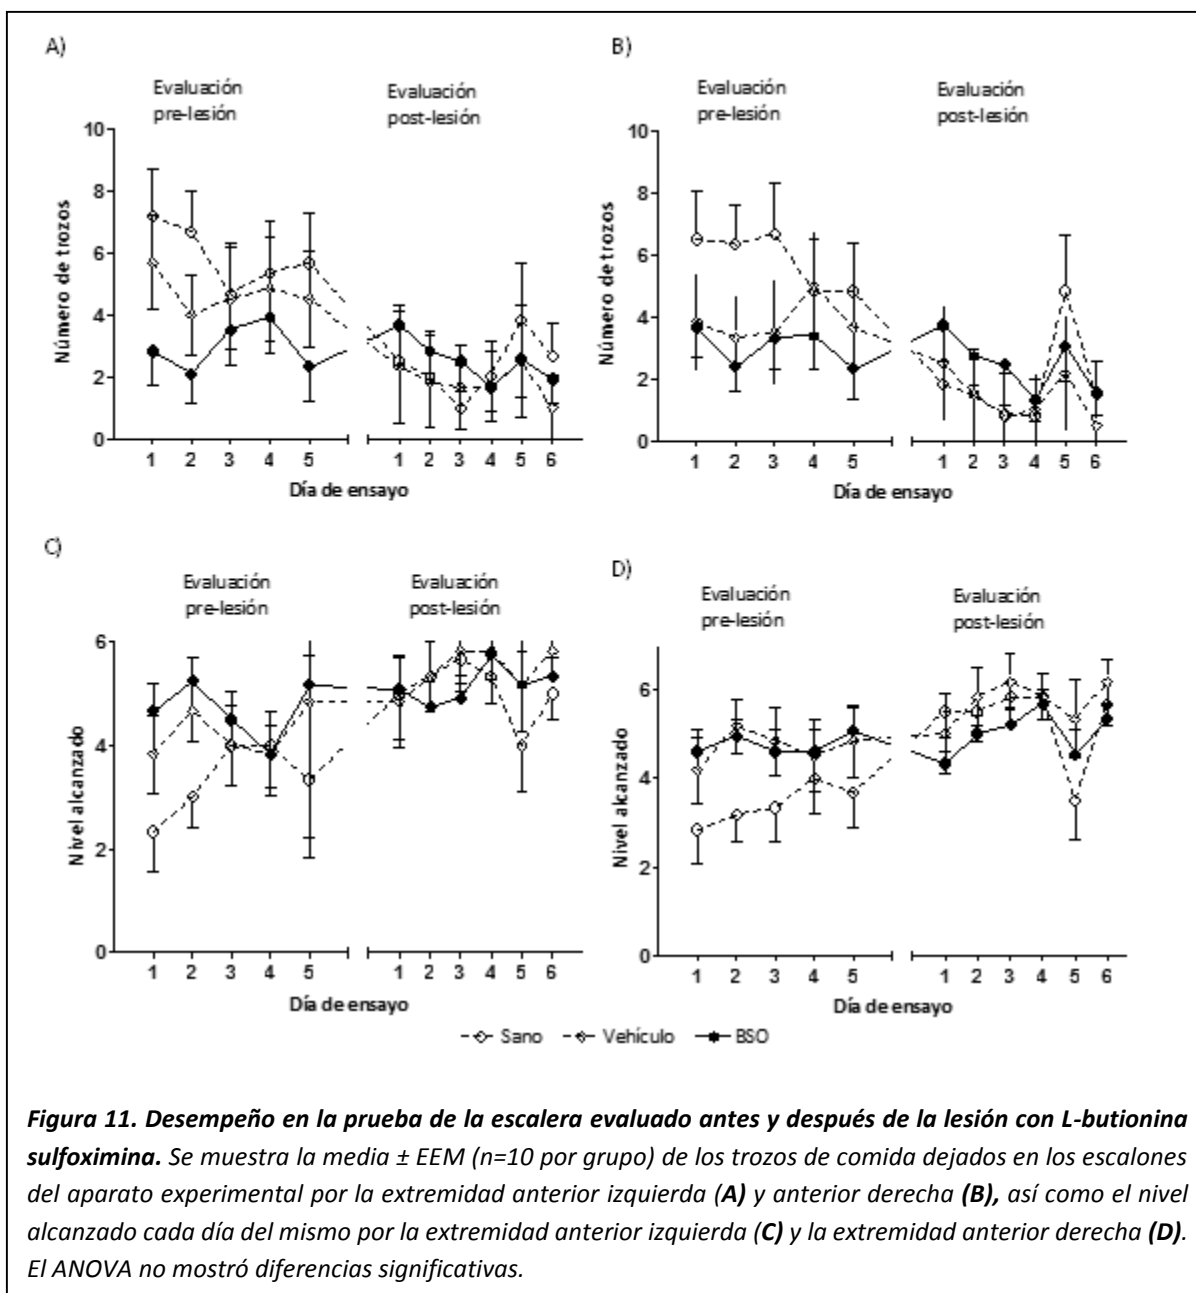 A)
Evaluación
pre-lesión
Evaluación
post-lesión
Número de trozos
10
8
6
4
2
0
1 2 3 4 5 1 2 3 4 5 6
Día de ensayo
B)
Evaluación
pre-lesión
Evaluación
post-lesión
Número de trozos
10
8
6
4
2
0
1 2 3 4 5 1 2 3 4 5 6
Día de ensayo
C)
Evaluación
pre-lesión
Evaluación
post-lesión
Nivel alcanzado
6
4
2
0
1 2 3 4 5 1 2 3 4 5 6
Día de ensayo
D)
Evaluación
pre-lesión
Evaluación
post-lesión
Nivel alcanzado
6
4
2
0
1 2 3 4 5 1 2 3 4 5 6
Día de ensayo
Sano Vehículo BSO
Figura 11. Desempeño en la prueba de la escalera evaluado antes y después de la lesión con L-butionina
sulfoximina. Se muestra la media ± EEM (n=10 por grupo) de los trozos de comida dejados en los escalones
del aparato experimental por la extremidad anterior izquierda (A) y anterior derecha (B), así como el nivel
alcanzado cada día del mismo por la extremidad anterior izquierda (C) y la extremidad anterior derecha (D).
El ANOVA no mostró diferencias significativas.